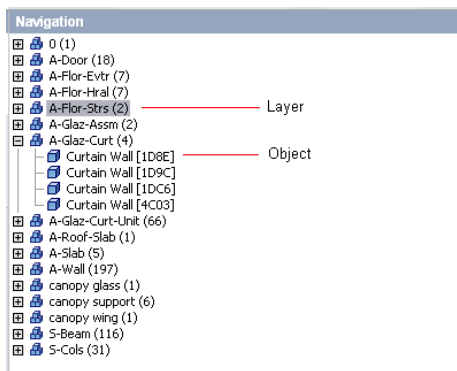 Navigation
0 (1)
A-Door (18)
A-Flor-Evtr (7)
A-Flor-Hral (7)
A-Flor-Strs (2) Layer
A-Glaz-Assm (2)
A-Glaz-Curt (4)
Curtain Wall [1D8E] Object
Curtain Wall [1D9C]
Curtain Wall [1DC6]
Curtain Wall [4C03]
A-Glaz-Curt-Unit (66)
A-Roof-Slab (1)
A-Slab (5)
A-Wall (197)
canopy glass (1)
canopy support (6)
canopy wing (1)
S-Beam (116)
S-Cols (31)